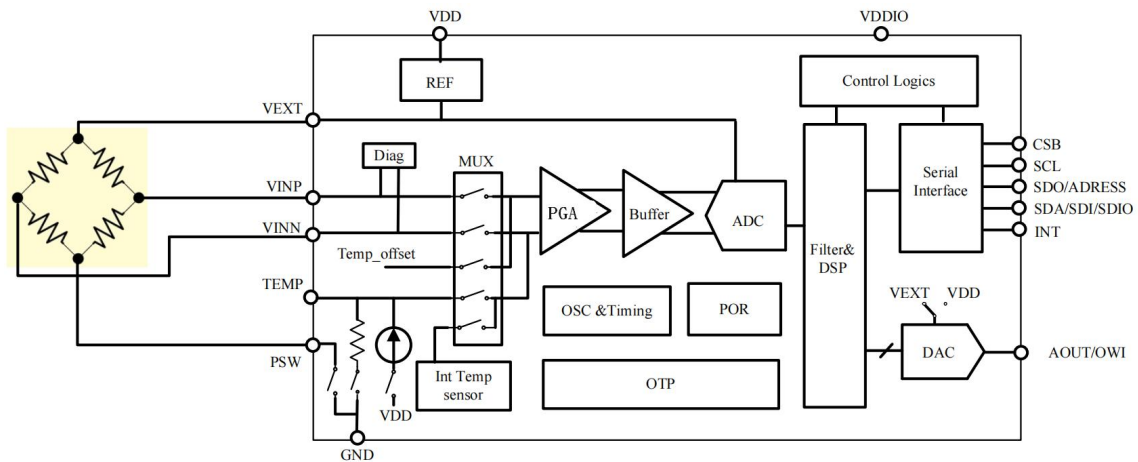 VDD
VDDIO
REF
Control Logics
VEXT
Diag
MUX
CSB
SCL
Serial
Interface
SDO/ADRESS
VINP
PGA
Buffer
ADC
SDA/SDI/SDIO
VINN
INT
Temp_offset
Filter&
DSP
TEMP
VEXT
VDD
OSC &Timing
POR
DAC
AOUT/OWI
PSW
Int Temp
sensor
OTP
VDD
GND